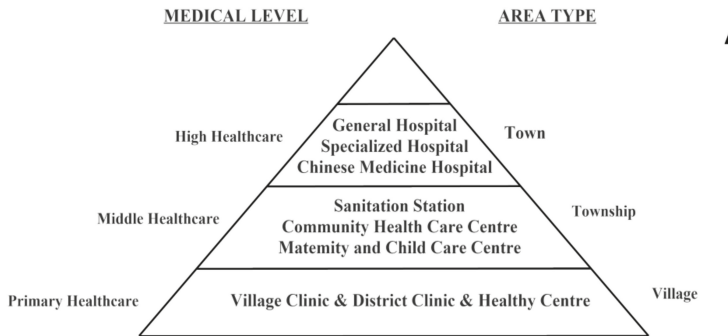 MEDICAL LEVEL AREA TYPE
High Healthcare General Hospital Town
Specialized Hospital
Chinese Medicine Hospital
Middle Healthcare Sanitation Station Township
Community Health Care Centre
Matemity and Child Care Centre
Primary Healthcare Village Clinic & District Clinic & Healthy Centre Village